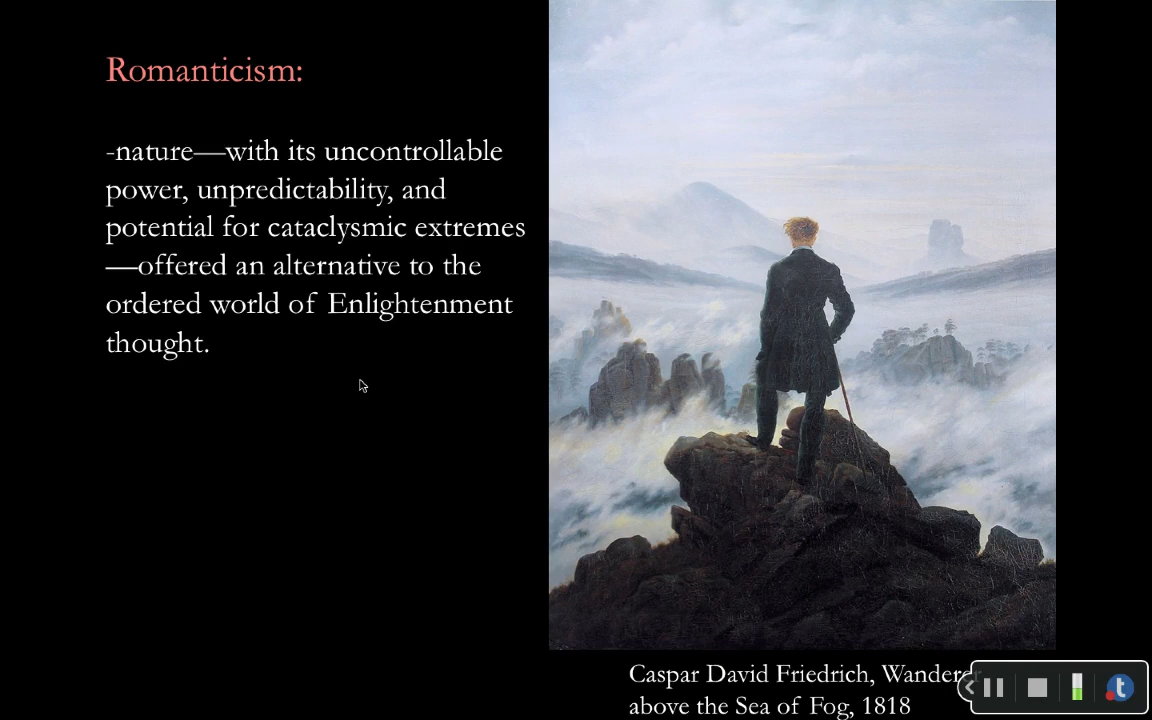 Romanticism:
-nature—with its uncontrollable
power, unpredictability, and
potential for cataclysmic extremes
—offered an alternative to the
ordered world of Enlightenment
thought.
Caspar David Friedrich, Wanderer
above the Sea of Fog, 1818
t